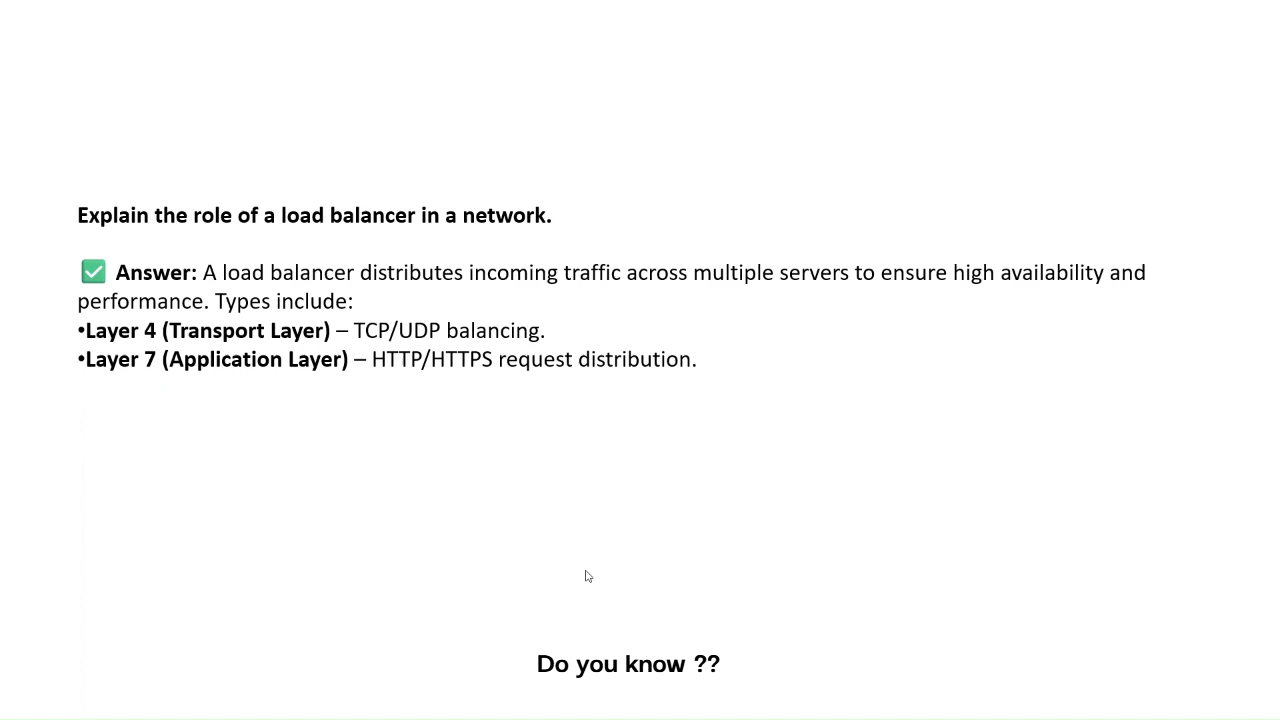 Explain the role of a load balancer in a network.
✅ Answer: A load balancer distributes incoming traffic across multiple servers to ensure high availability and
performance. Types include:
•Layer 4 (Transport Layer) – TCP/UDP balancing.
•Layer 7 (Application Layer) – HTTP/HTTPS request distribution.
Do you know ??